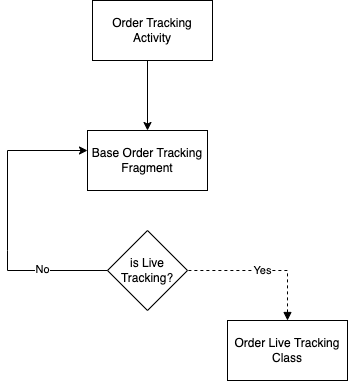 Order Tracking
Activity
Base Order Tracking
Fragment
is Live
Tracking?
No
Yes
Order Live Tracking
Class